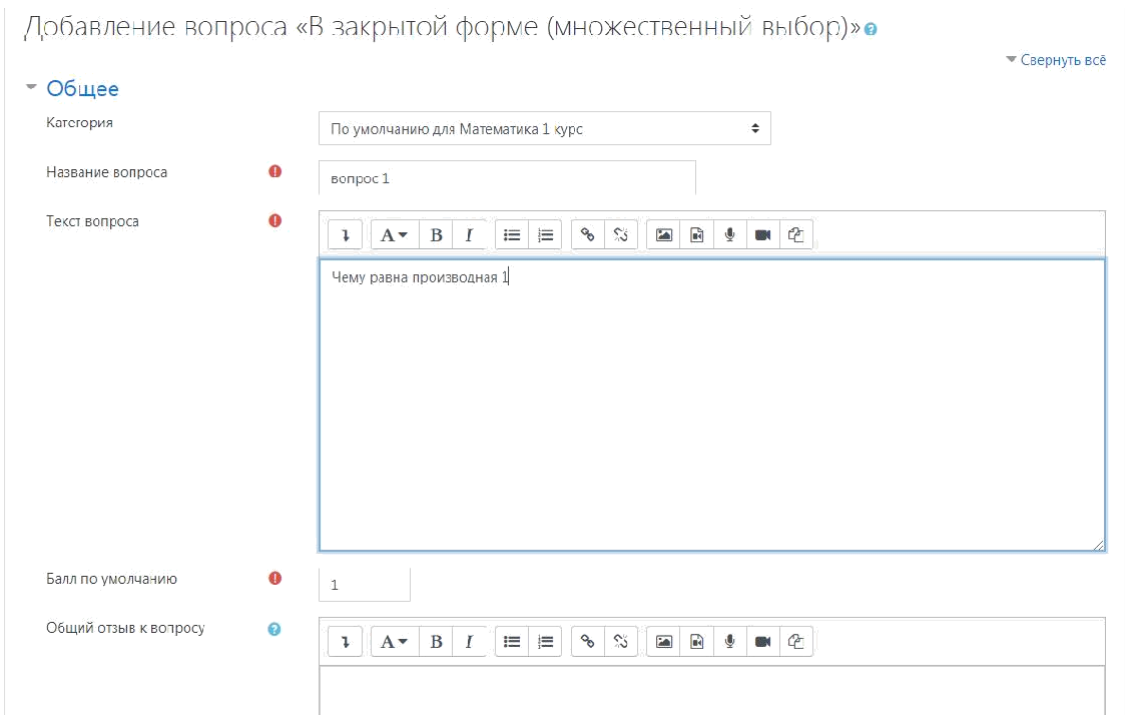 Добавление вопроса «В закрытой форме (множественный выбор)»
Свернуть всё
Общее
Категория
По умолчанию для Математика 1 курс
Название вопроса
вопрос 1
Текст вопроса
A B I
Чему равна производная 1
Балл по умолчанию
1
Общий отзыв к вопросу
A B I